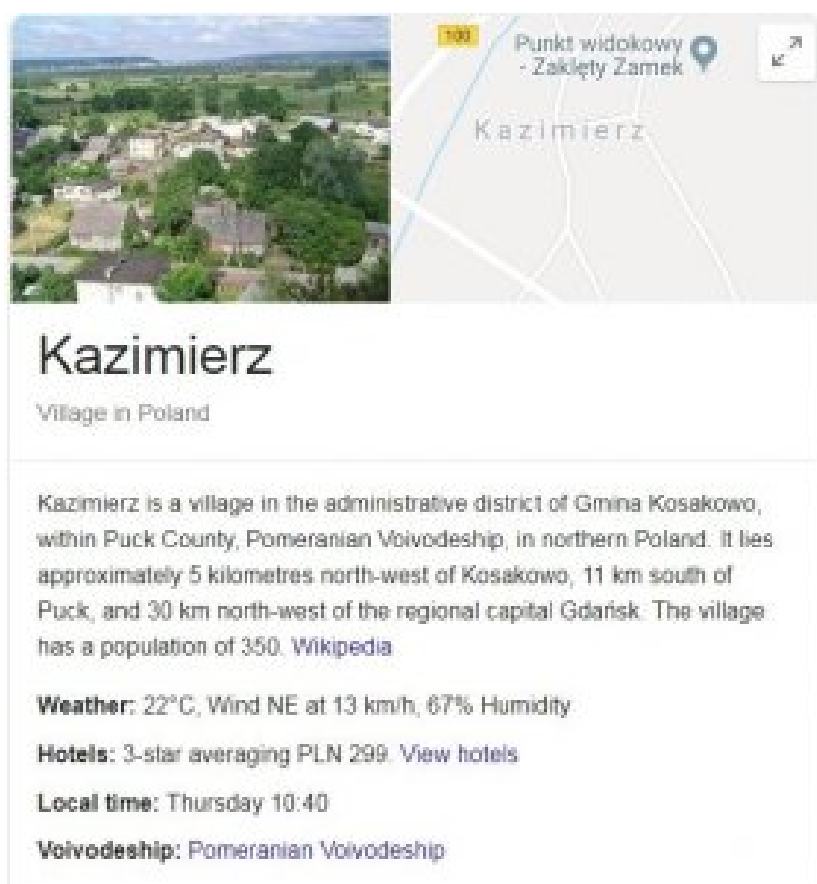 100
Punkt widokowy
- Zaklęty Zamek
Kazimierz
Kazimierz
Village in Poland
Kazimierz is a village in the administrative district of Gmina Kosakowo,
within Puck County, Pomeranian Voivodeship, in northern Poland. It lies
approximately 5 kilometres north-west of Kosakowo, 11 km south of
Puck, and 30 km north-west of the regional capital Gdańsk. The village
has a population of 350. Wikipedia
Weather: 22°C, Wind NE at 13 km/h, 67% Humidity
Hotels: 3-star averaging PLN 299. View hotels
Local time: Thursday 10:40
Voivodeship: Pomeranian Voivodeship